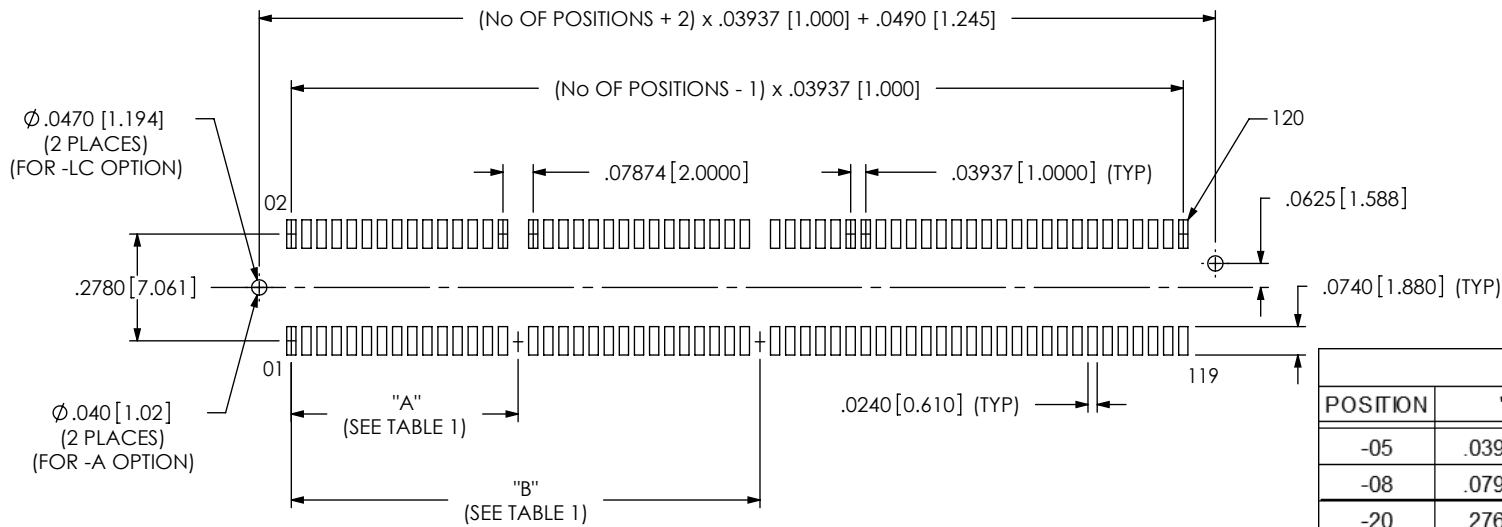 (No OF POSITIONS + 2) x .03937 [1.000] + .0490 [1.245]
(No OF POSITIONS - 1) x .03937 [1.000]
Ø.0470 [1.194]
(2 PLACES)
(FOR -LC OPTION)
120
.07874 [2.0000]
.03937 [1.0000] (TYP)
02
.0625 [1.588]
.2780 [7.061]
.0740 [1.880] (TYP)
01
119
"A"
(SEE TABLE 1)
.0240 [0.610] (TYP)
Ø.040 [1.02]
(2 PLACES)
(FOR -A OPTION)
"B"
(SEE TABLE 1)
POSITION
-05 .039
-08 .079
-20 .276